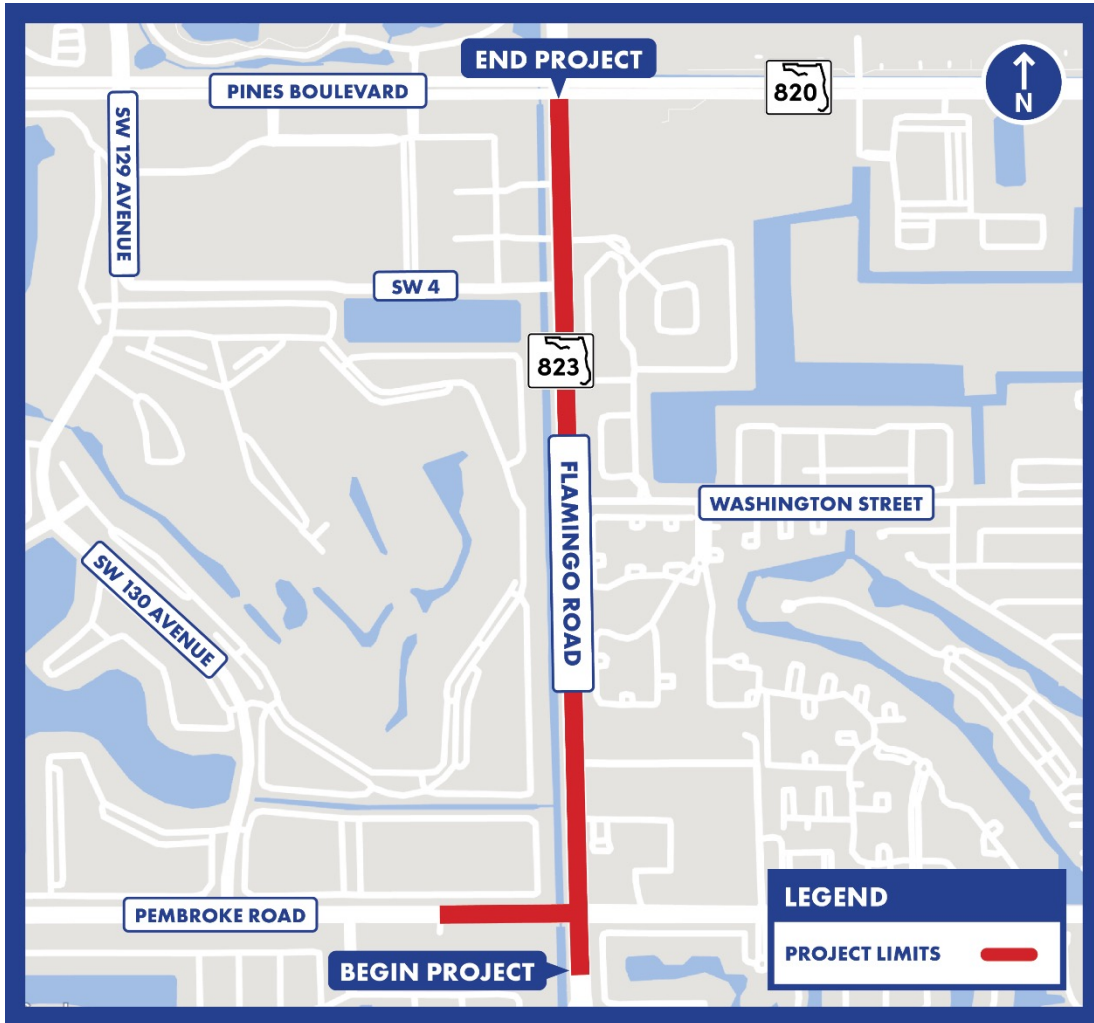 END PROJECT
PINES BOULEVARD
820
N
SW 129 AVENUE
SW 4
823
FLAMINGO ROAD
WASHINGTON STREET
SW 130 AVENUE
PEMBROKE ROAD
BEGIN PROJECT
LEGEND
PROJECT LIMITS